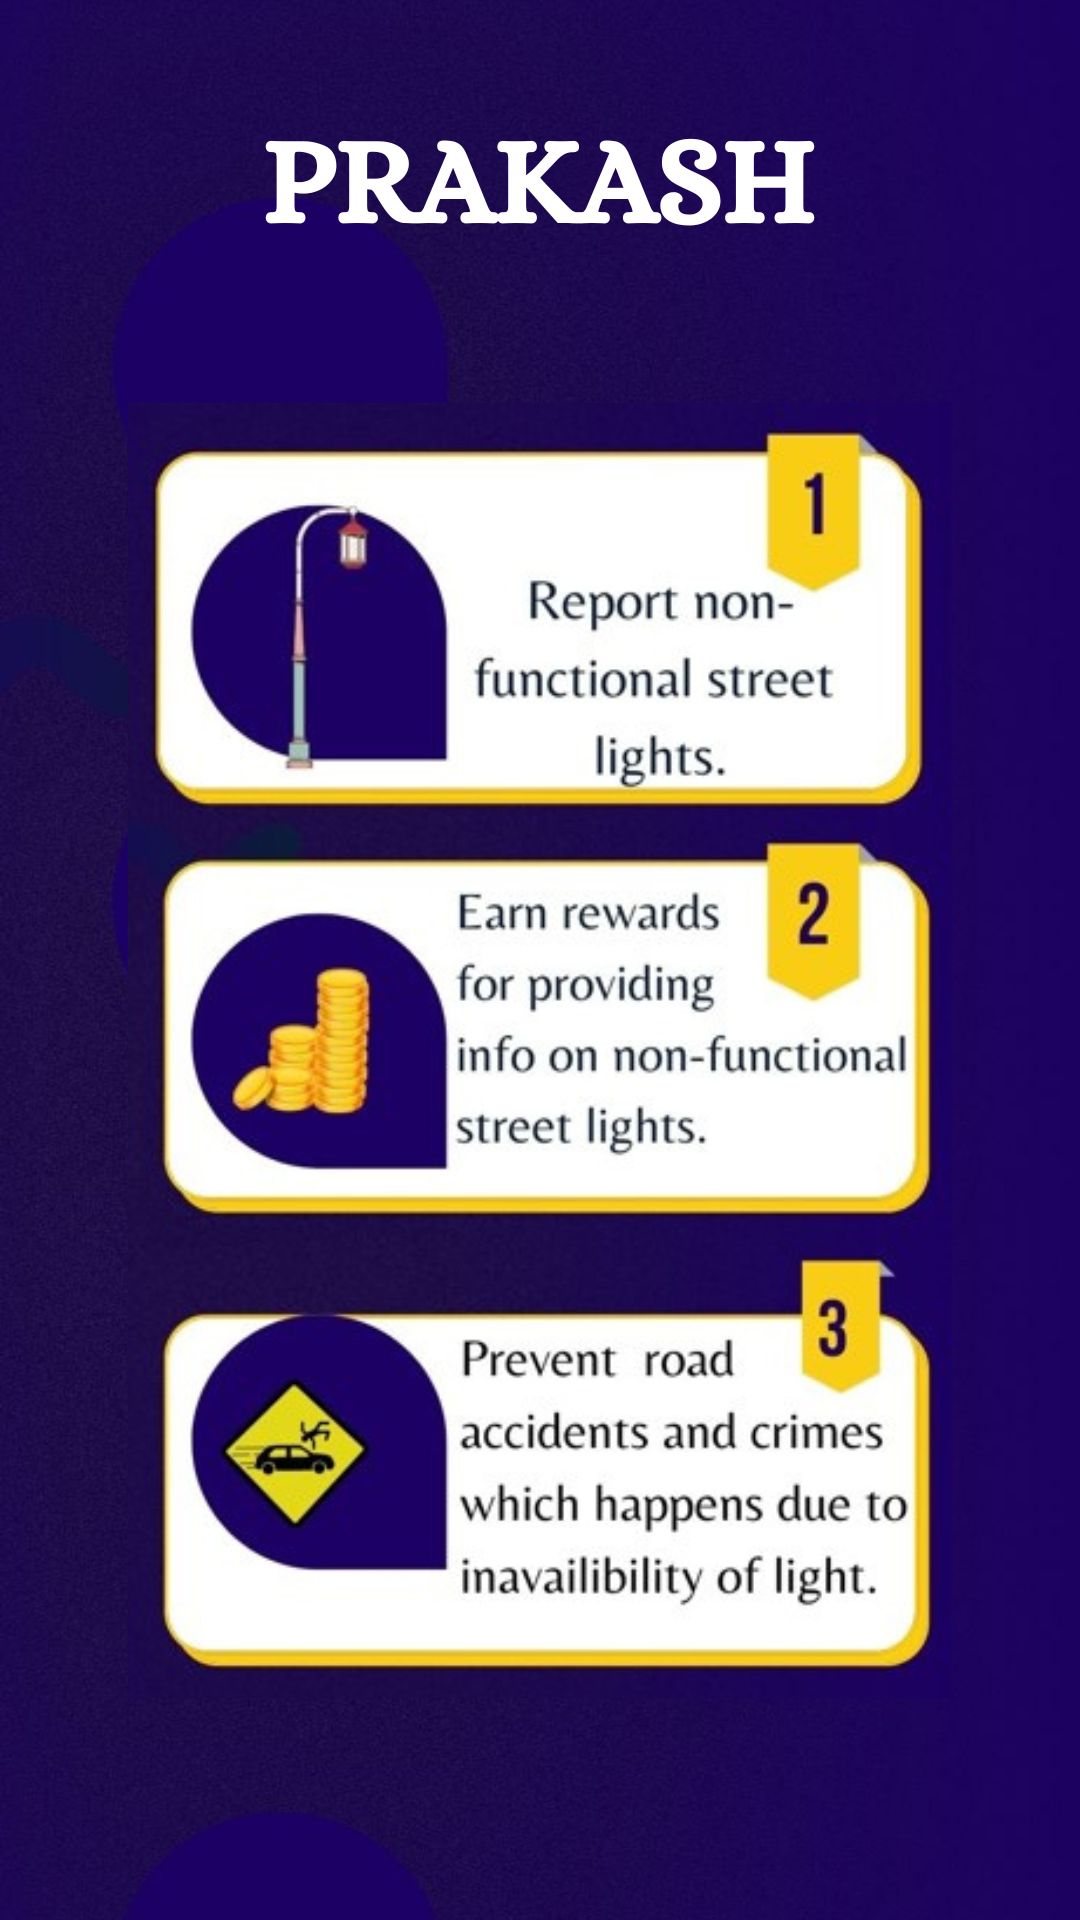 PRAKASH
1
Report non-
functional street
lights.
2
Earn rewards
for providing
info on non-functional
street lights.
3
Prevent road
accidents and crimes
which happens due to
inavailibility of light.